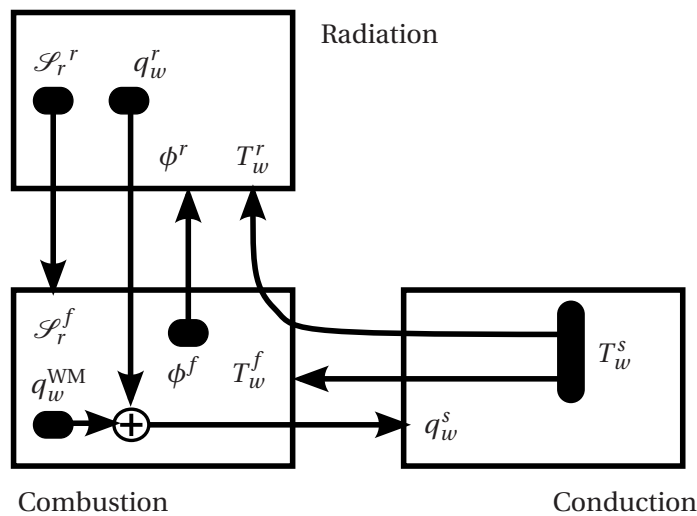 Radiation
𝒮_r^r q_w^r
ϕ^r T_w^r
𝒮_r^f
ϕ^f T_w^f T_w^s
q_w^WM
+ q_w^s
Combustion Conduction